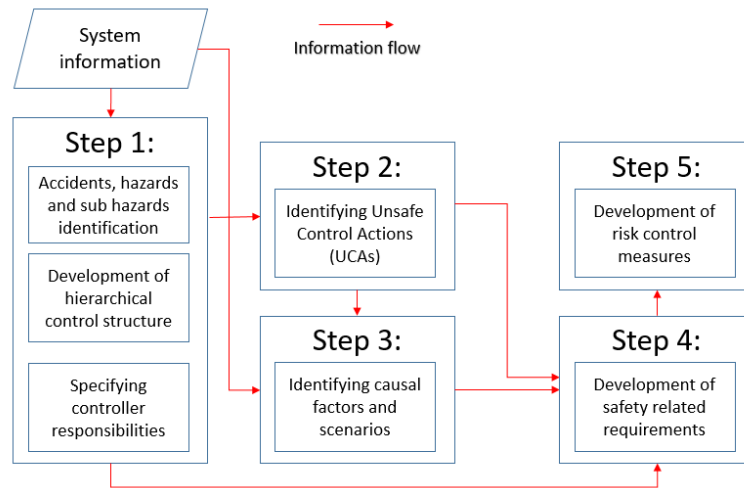 System
information
Information flow
Step 1:
Accidents, hazards
and sub hazards
identification
Development of
hierarchical
control structure
Specifying
controller
responsibilities
Step 2:
Identifying Unsafe
Control Actions
(UCAs)
Step 3:
Identifying causal
factors and
scenarios
Step 5:
Development of
risk control
measures
Step 4:
Development of
safety related
requirements